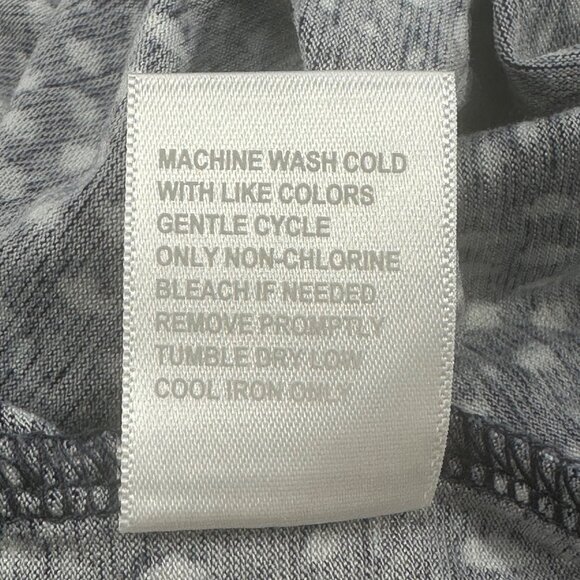 MACHINE WASH COLD
WITH LIKE COLORS
GENTLE CYCLE
ONLY NON-CHLORINE
BLEACH IF NEEDED
REMOVE PROMPTLY
TUMBLE DRY LOW
COOL IRON ONLY